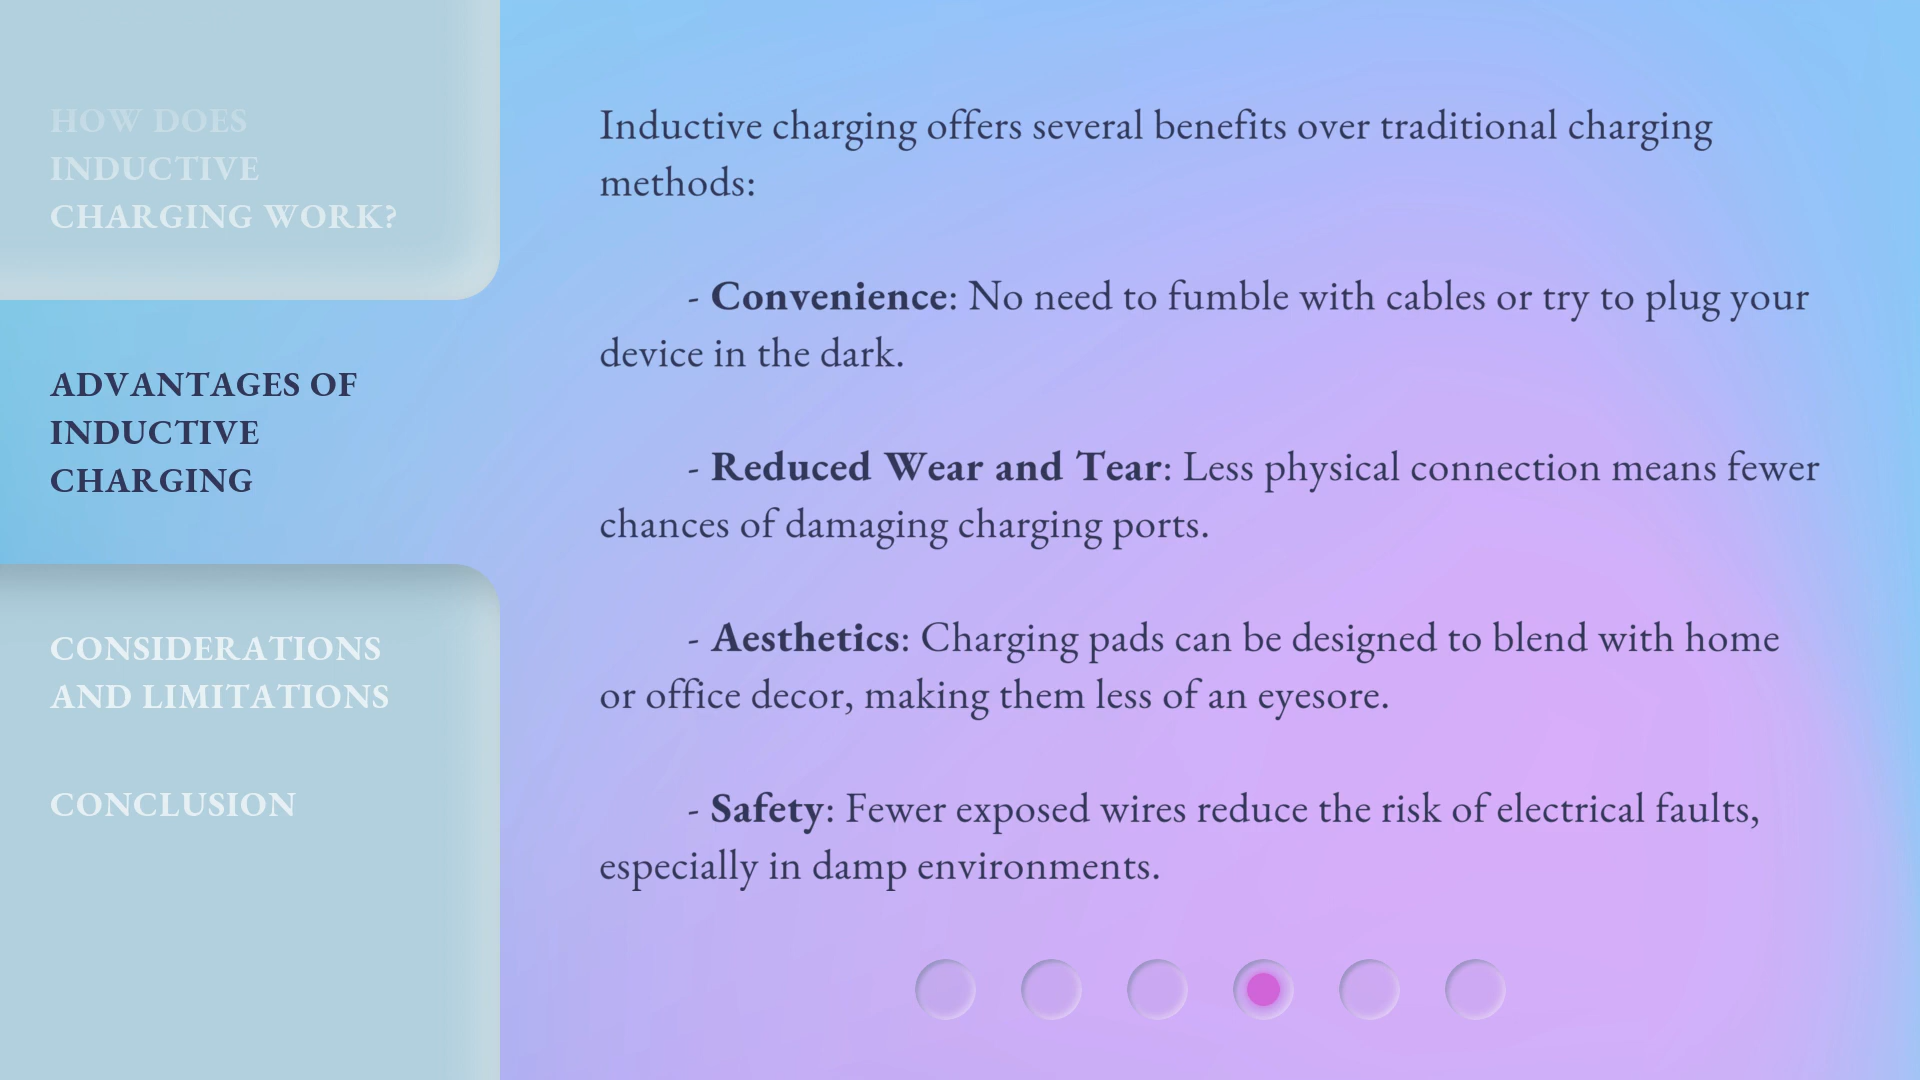 HOW DOES
INDUCTIVE
CHARGING WORK?
ADVANTAGES OF
INDUCTIVE
CHARGING
CONSIDERATIONS
AND LIMITATIONS
CONCLUSION
Inductive charging offers several benefits over traditional charging
methods:
- Convenience: No need to fumble with cables or try to plug your
device in the dark.
- Reduced Wear and Tear: Less physical connection means fewer
chances of damaging charging ports.
- Aesthetics: Charging pads can be designed to blend with home
or office decor, making them less of an eyesore.
- Safety: Fewer exposed wires reduce the risk of electrical faults,
especially in damp environments.